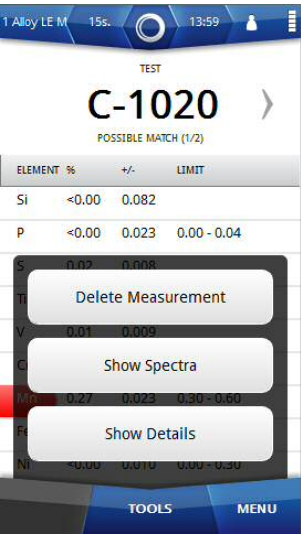 1 Alloy LE M 15s. 13:59
TEST
C-1020
POSSIBLE MATCH (1/2)
ELEMENT % +/- LIMIT
Si <0.00 0.082
P <0.00 0.023 0.00 - 0.04
S 0.02 0.008
Delete Measurement
V 0.01 0.009
Show Spectra
Mn 0.27 0.023 0.30 - 0.60
Fe
Show Details
Ni <0.00 0.010 0.00 - 0.30
TOOLS MENU